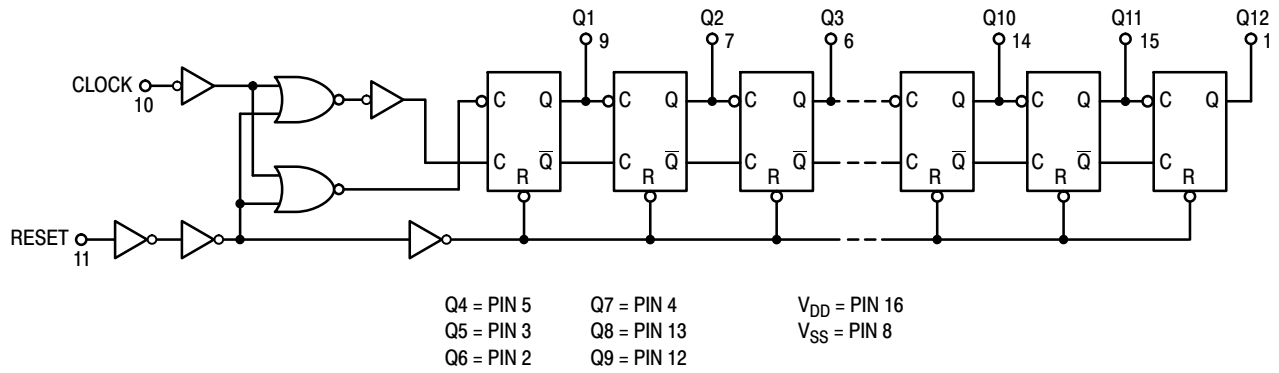 Q1 Q2 Q3 Q10 Q11 Q12
9 7 6 14 15 1
CLOCK
10
C Q C Q C Q C Q C Q C Q
C Q̅ C Q̅ C Q̅ C Q̅ C Q̅ C
R R R R R R
RESET
11
Q4 = PIN 5 Q7 = PIN 4 V_DD = PIN 16
Q5 = PIN 3 Q8 = PIN 13 V_SS = PIN 8
Q6 = PIN 2 Q9 = PIN 12